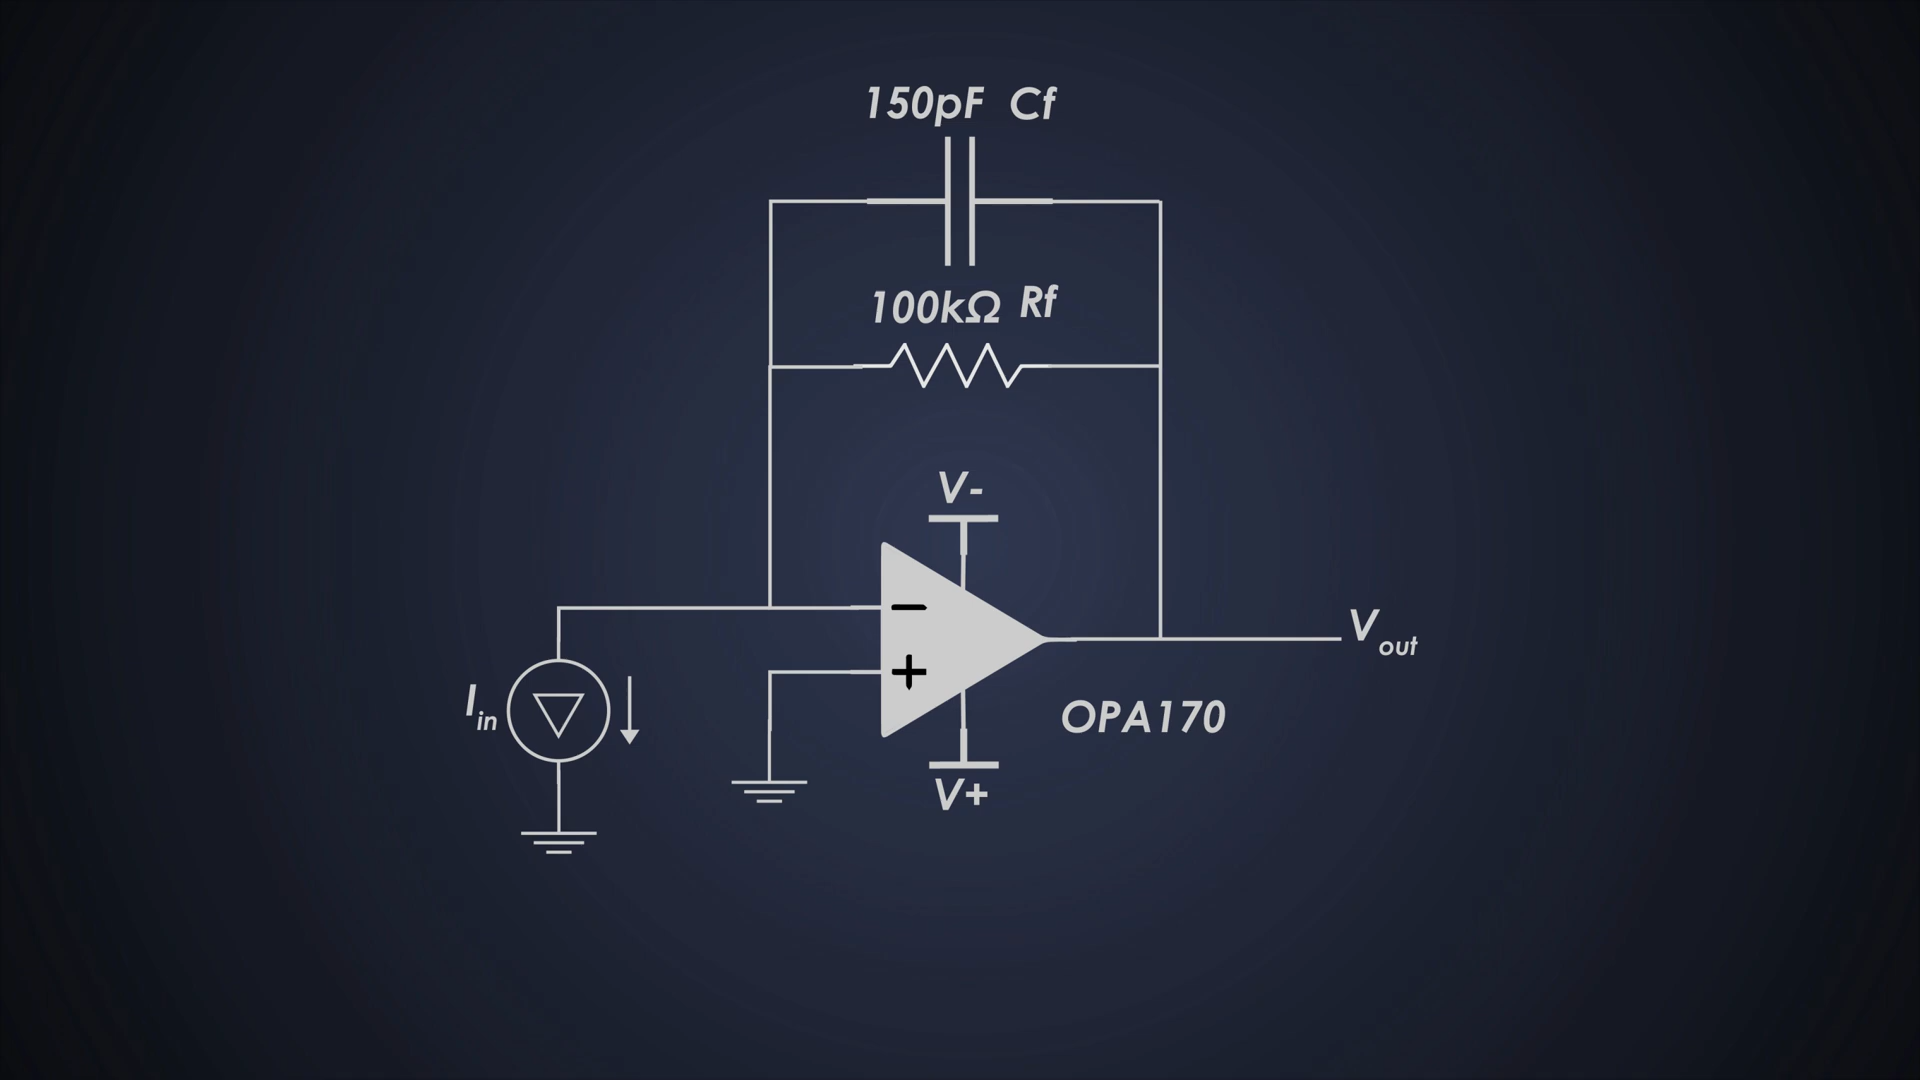 150pF Cf
100kΩ Rf
V-
−
+
Iin
Vout
OPA170
V+